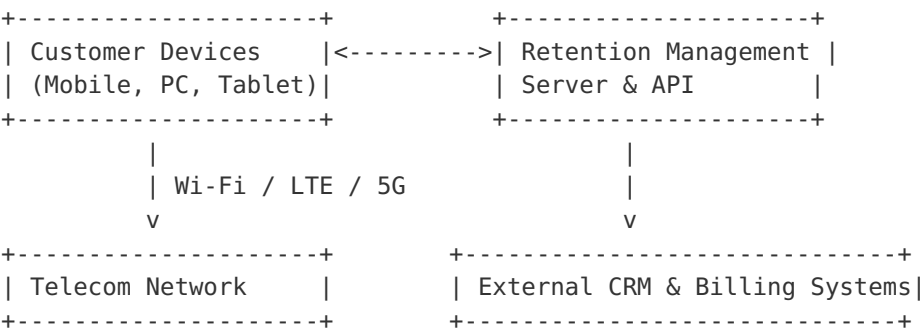 +---------------------+ +---------------------+
| Customer Devices |<--------->| Retention Management |
| (Mobile, PC, Tablet)| | Server & API |
+---------------------+ +---------------------+
| |
| Wi-Fi / LTE / 5G |
v v
+---------------------+ +------------------------------+
| Telecom Network | | External CRM & Billing Systems|
+---------------------+ +------------------------------+